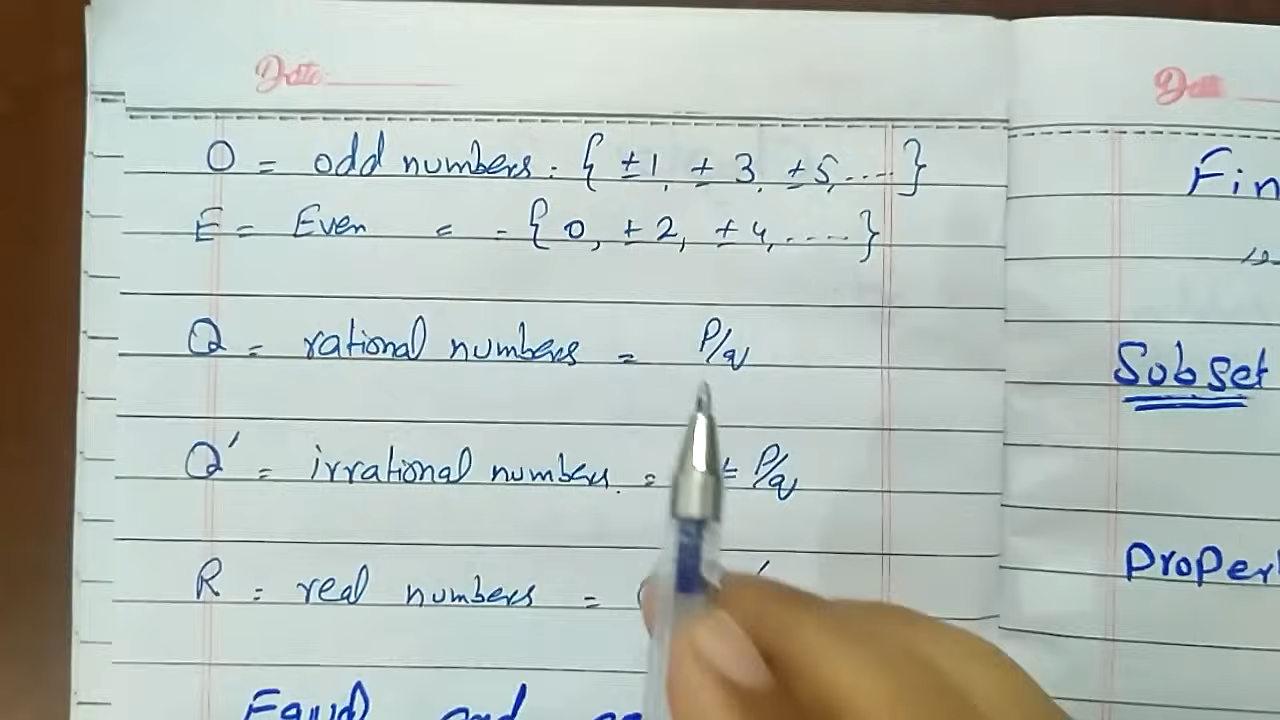 Date
O = odd numbers. { ±1, ± 3, ±5, .... }
E = Even = - { 0, ±2, ±4, .... }
Q = rational numbers = P/q
Q' = irrational numbers. = ≠ P/q
R = real numbers =
and
Date
Fin
Subset
Proper